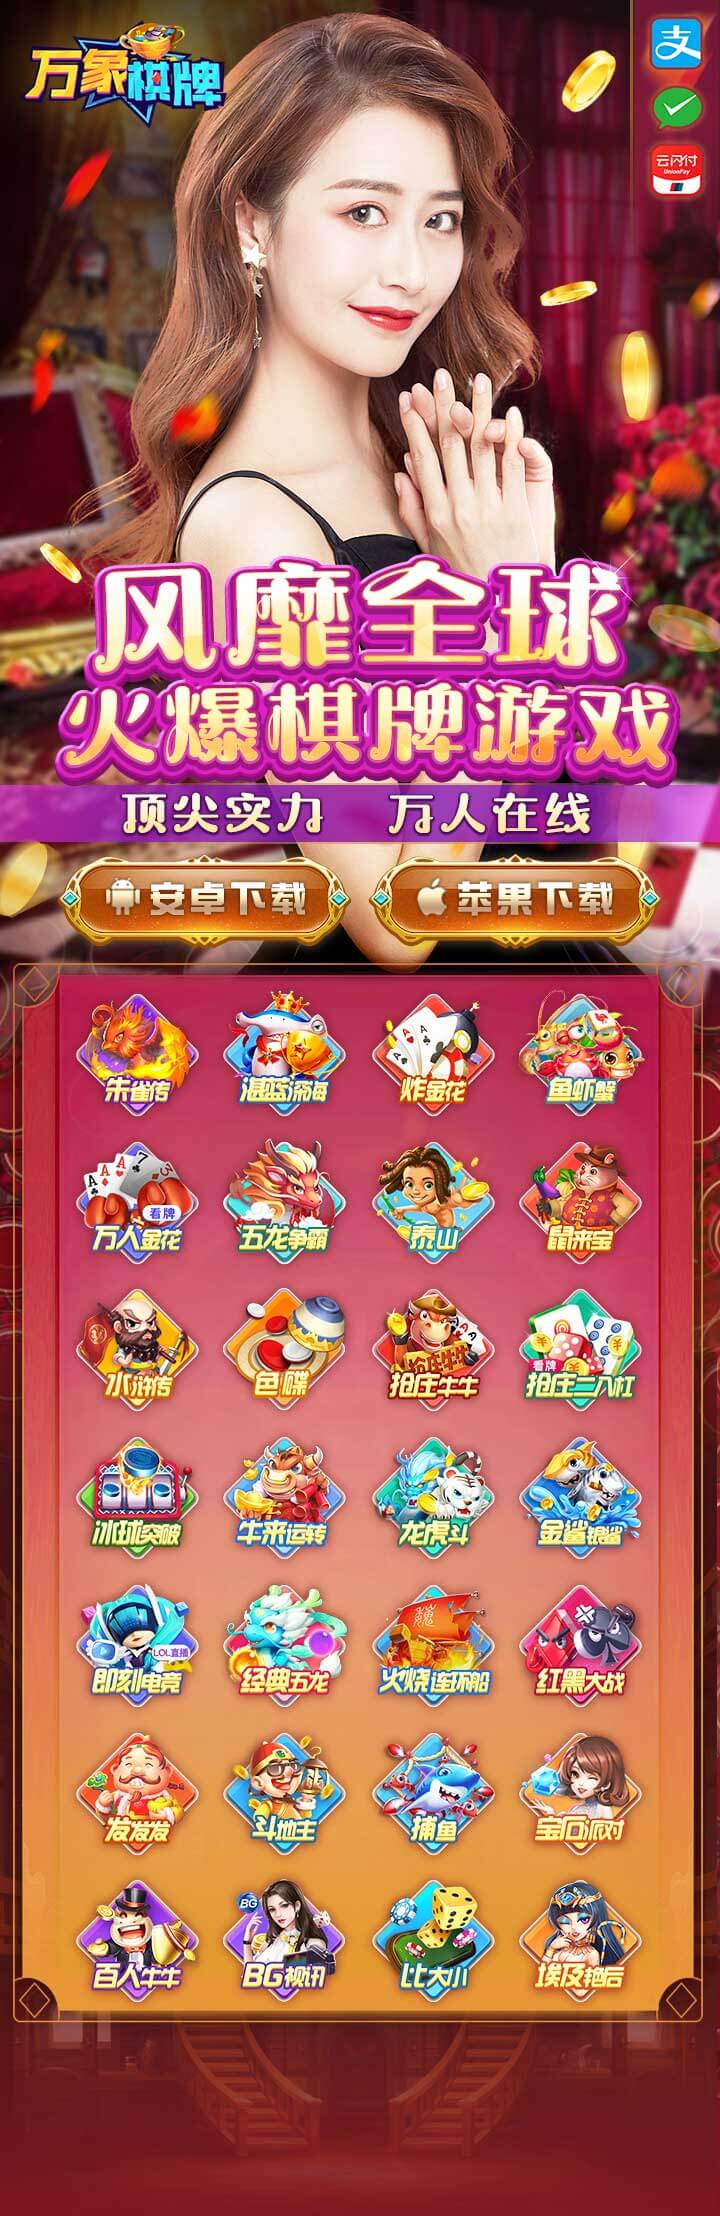 万象棋牌
支
云闪付
UnionPay
风靡全球
火爆棋牌游戏
顶尖实力 万人在线
安卓下载 苹果下载
朱雀传 湛蓝深海 炸金花 鱼虾蟹
看牌
万人金花 五龙争霸 泰山 鼠来宝
看牌
水浒传 色碟 抢庄牛牛 抢庄二八杠
冰球突破 牛来运转 龙虎斗 金鲨银鲨
LOL直播
即刻电竞 经典五龙 火烧连环船 红黑大战
发发发 斗地主 捕鱼 宝石派对
BG
百人牛牛 BG视讯 比大小 埃及艳后